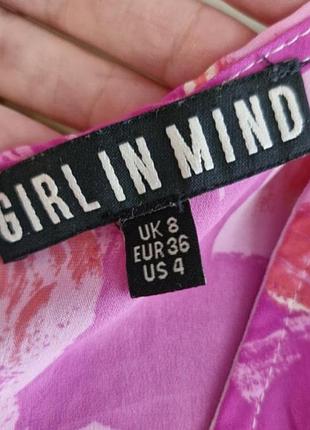 GIRL IN MIND
UK 8
EUR 36
US 4